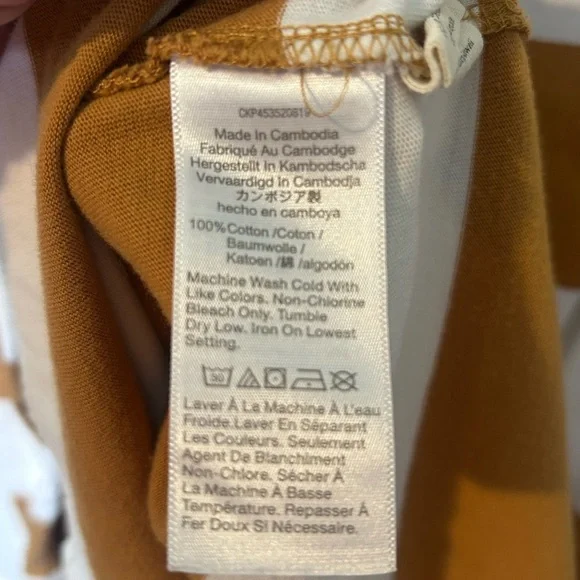 CKP453520819
Made In Cambodia
Fabriqué Au Cambodge
Hergestellt In Kambodscha
Vervaardigd In Cambodja
カンボジア製
hecho en camboya
100%Cotton /Coton /
Baumwolle /
Katoen /綿 /algodón
Machine Wash Cold With
Like Colors. Non-Chlorine
Bleach Only. Tumble
Dry Low. Iron On Lowest
Setting.
Laver À La Machine À L'eau
Froide.Laver En Séparant
Les Couleurs. Seulement
Agent De Blanchiment
Non-Chlore. Sécher À
La Machine À Basse
Température. Repasser À
Fer Doux SI Nécessaire.